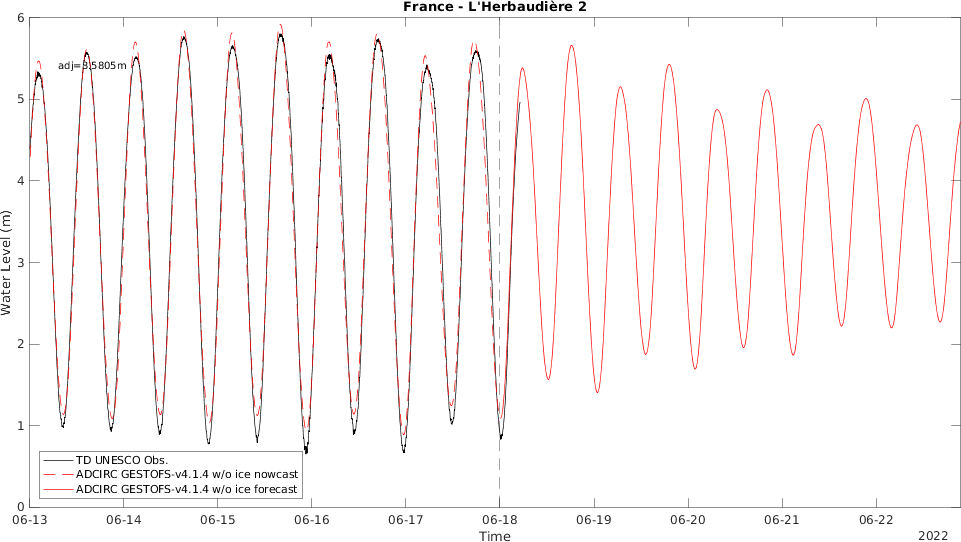 France - L'Herbaudière 2
6
adj=3.5805m
5
4
3
2
1
0
Water Level (m)
TD UNESCO Obs.
ADCIRC GESTOFS-v4.1.4 w/o ice nowcast
ADCIRC GESTOFS-v4.1.4 w/o ice forecast
06-13 06-14 06-15 06-16 06-17 06-18 06-19 06-20 06-21 06-22
Time
2022